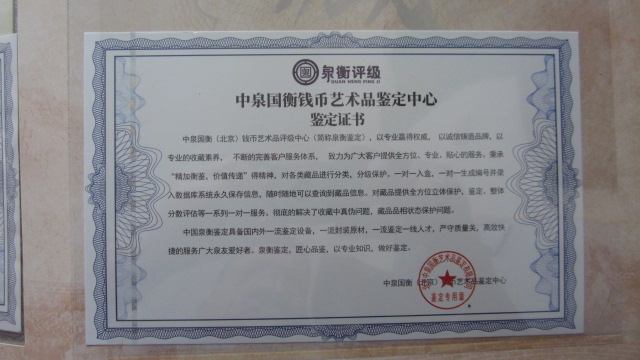 泉衡评级
QUAN HENG PING JI
中泉国衡钱币艺术品鉴定中心
鉴定证书
中泉国衡（北京）钱币艺术品评级中心（简称泉衡鉴定），以专业赢得权威，以诚信铸造品牌，以
专业的收藏素养，不断的完善客户服务体系，致力为广大客户提供全方位、专业、贴心的服务。秉承
“精加衡鉴、价值传递”得精神，对各类藏品进行分类，分级保护。一对一入盒，一对一生成编号并录
入数据库系统永久保存信息，随时随地可以查询到藏品信息。对藏品提供全方位立体保护，鉴定、整体
分数评估等一系列一对一服务。彻底的解决了收藏中真伪问题，藏品品相状态保护问题。
中国泉衡鉴定具备国内外一流鉴定设备，一流封装原材，一流鉴定一线人才，严守质量关，高效快
捷的服务广大泉友爱好者。泉衡鉴定，匠心品鉴，以专业知识，做好鉴定。
中泉国衡（北京）钱币艺术品鉴定中心
鉴定专用章